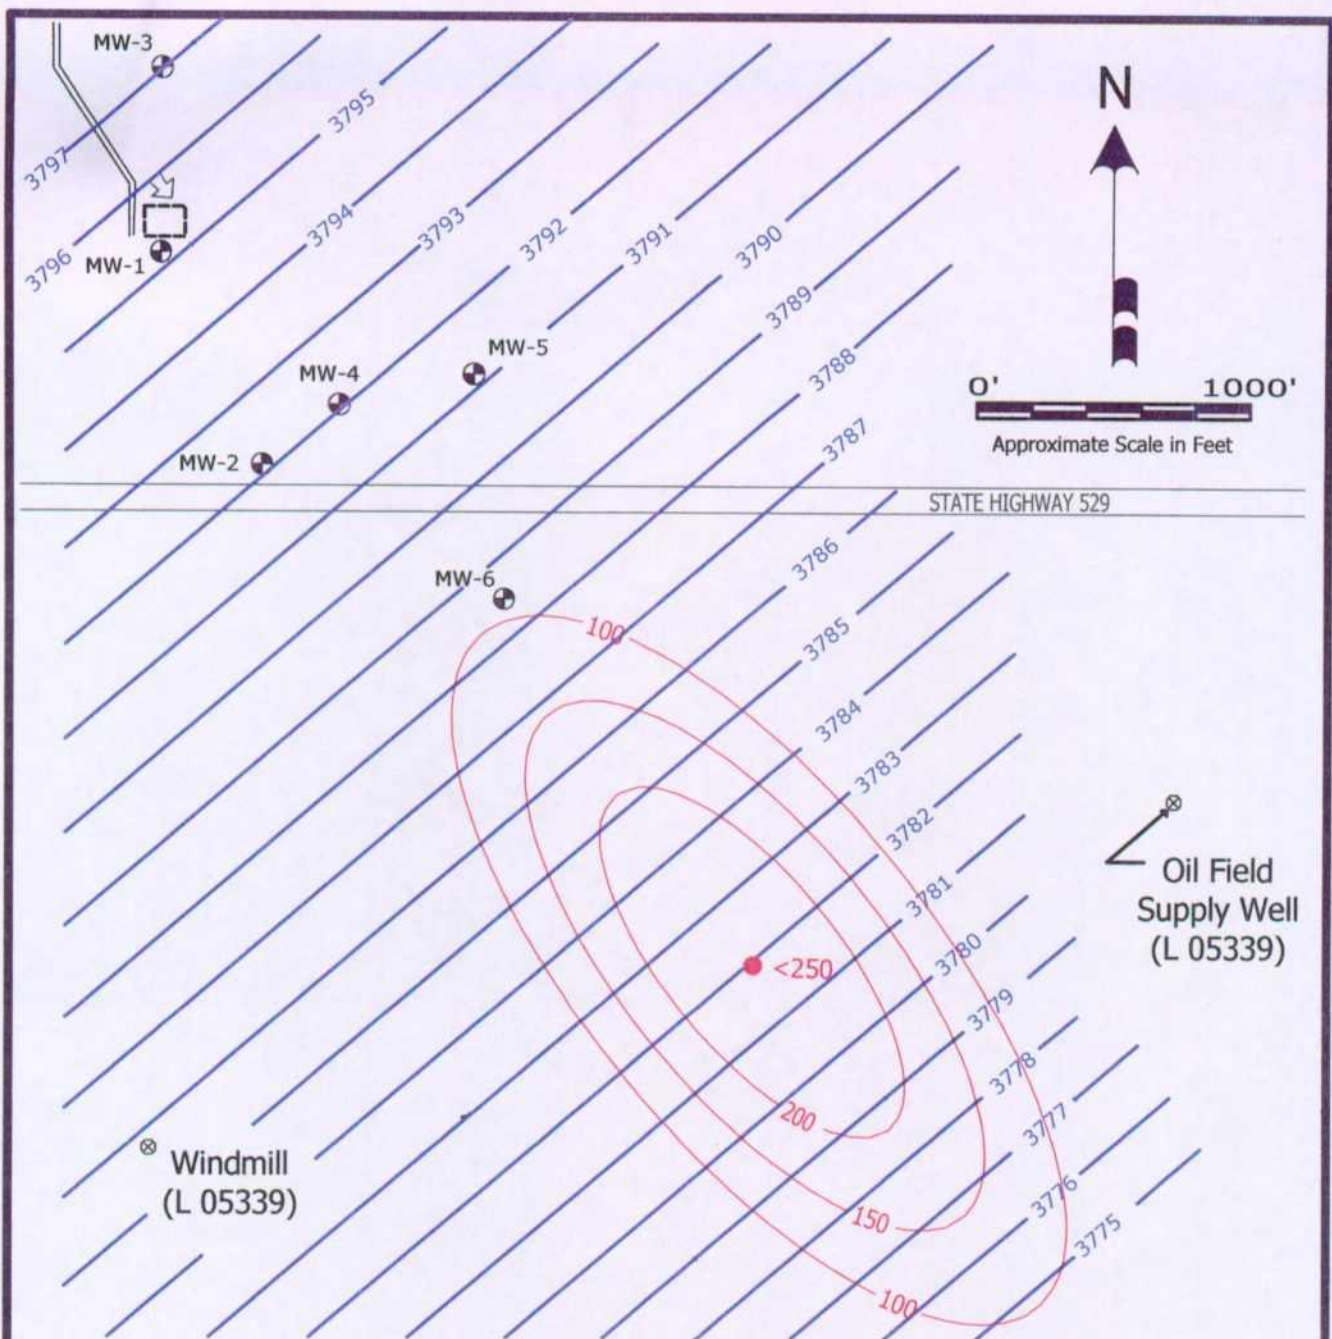 MW-3
3795
N
3797
3794
3793
3792
3791
3790
3796
MW-1
3789
MW-5
MW-4
3788
0' 1000'
Approximate Scale in Feet
3787
MW-2
STATE HIGHWAY 529
3786
MW-6
100
3785
3784
3783
3782
Oil Field
Supply Well
(L 05339)
3781
3780
<250
3779
3778
200
3777
Windmill
(L 05339)
3776
150
3775
100